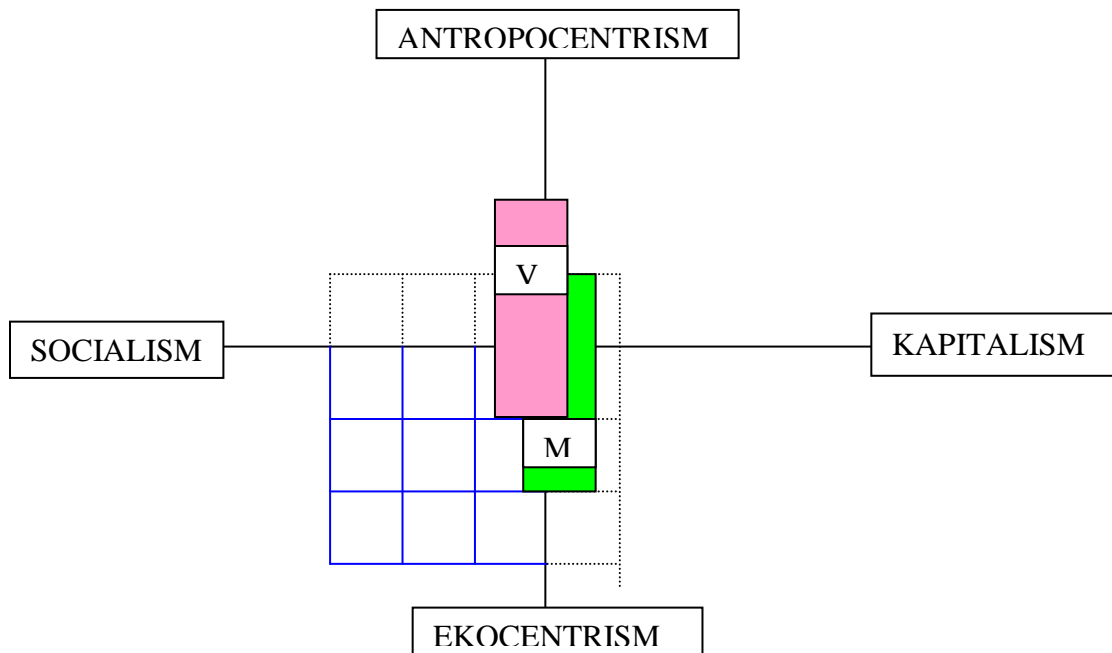 ANTROPOCENTRISM
V
SOCIALISM
KAPITALISM
M
EKOCENTRISM